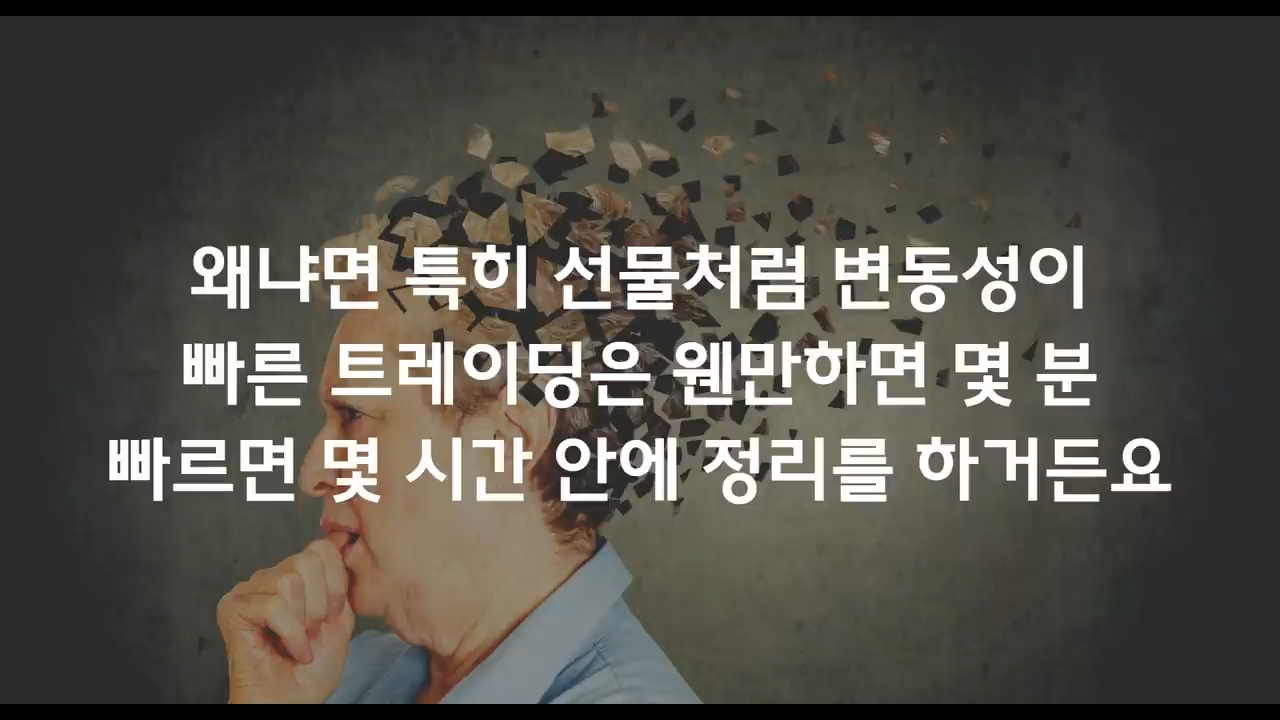 왜냐면 특히 선물처럼 변동성이
빠른 트레이딩은 웬만하면 몇 분
빠르면 몇 시간 안에 정리를 하거든요